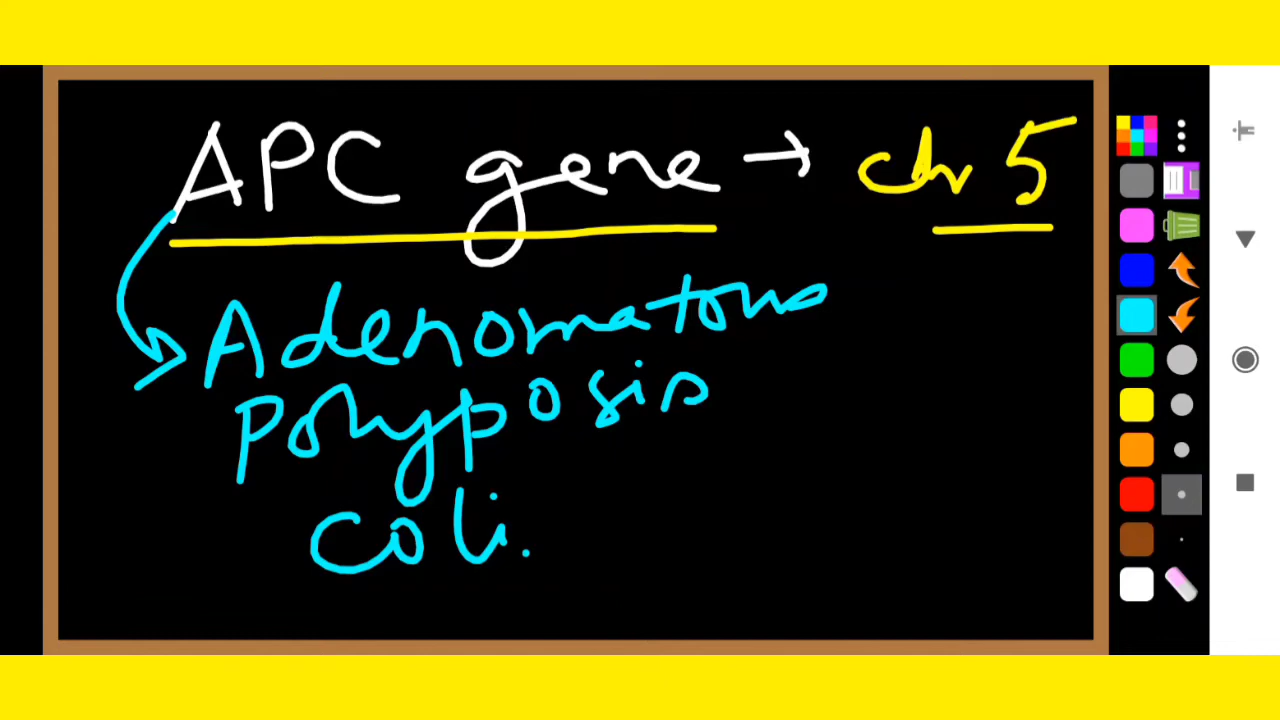 APC gene → chr 5
Adenomatous
polyposis
coli.